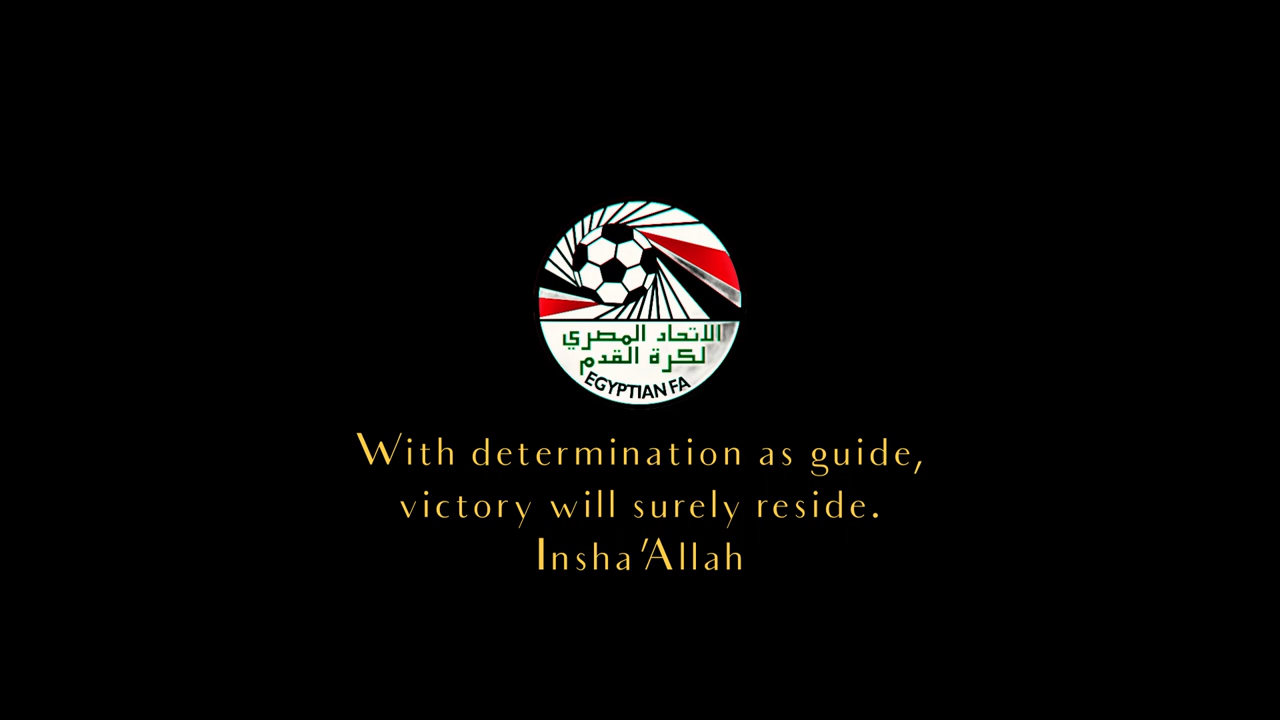 الاتحاد المصري
لكرة القدم
EGYPTIAN FA
With determination as guide,
victory will surely reside.
Insha'Allah